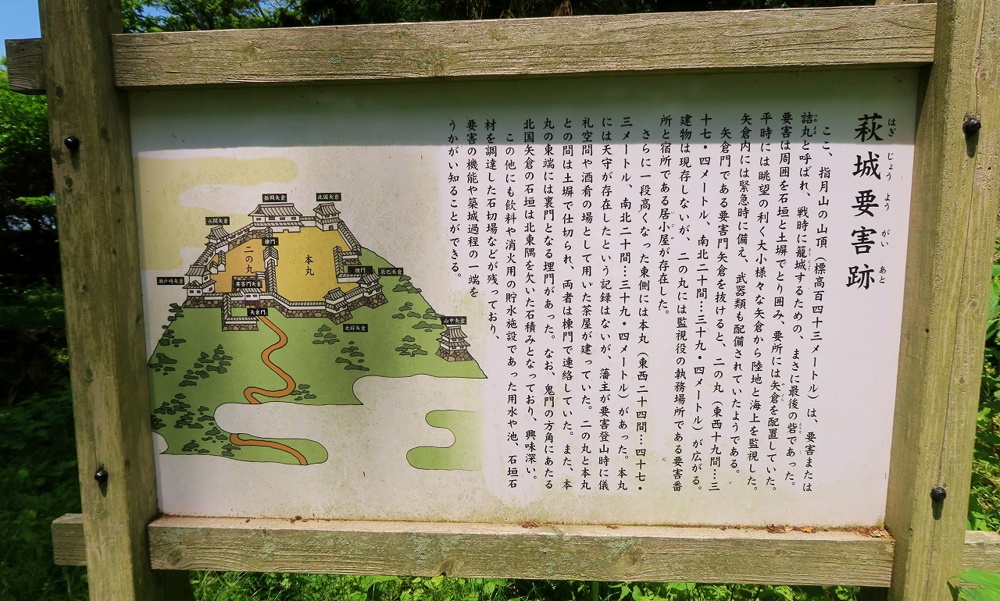 萩城要害跡
はぎじょうようがいあと
ここ、指月山の山頂（標高百四十三メートル）は、要害または
詰丸と呼ばれ、戦時に籠城するための、まさに最後の砦であった。
要害は周囲を石垣と土塀でとり囲み、要所には矢倉を配置していた。
平時には眺望の利く大小様々な矢倉から陸地と海上を監視した。
矢倉内には緊急時に備え、武器類も配備されていたようである。
矢倉門である要害門矢倉を抜けると、二の丸（東西十九間…三
十七・四メートル、南北二十間…三十九・四メートル）が広がる。
建物は現存しないが、二の丸には監視役の執務場所である要害番
所と宿所である居小屋が存在した。
さらに一段高くなった東側には本丸（東西二十四間…四十七・
三メートル、南北二十間…三十九・四メートル）があった。本丸
には天守が存在したという記録はないが、藩主が要害登山時に儀
礼空間や酒肴の場として用いた茶屋が建っていた。二の丸と本丸
との間は土塀で仕切られ、両者は棟門で連絡していた。また、本
丸の東端には裏門となる埋門があった。なお、鬼門の方角にあたる
北国矢倉の石垣は北東隅を欠いた石積みとなっており、興味深い。
この他にも飲料や消火用の貯水施設であった用水や池、石垣石
材を調達した石切場などが残っており、
要害の機能や築城過程の一端を
うかがい知ることができる。
北国矢倉
八間矢倉
棟門
二の丸
本丸
瀬戸崎矢倉
要害門矢倉
埋門
辰巳矢倉
矢倉門
大将矢倉
山中矢倉